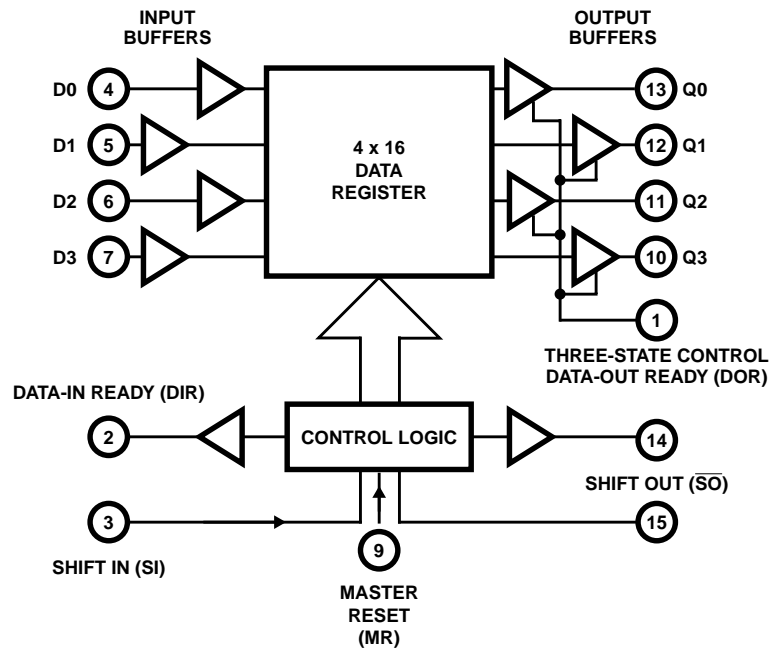 INPUT
BUFFERS
OUTPUT
BUFFERS
D0 4
13 Q0
D1 5
12 Q1
4 x 16
DATA
REGISTER
D2 6
11 Q2
D3 7
10 Q3
1
THREE-STATE CONTROL
DATA-OUT READY (DOR)
DATA-IN READY (DIR)
2
CONTROL LOGIC
14
SHIFT OUT (S̅O̅)
3
15
SHIFT IN (SI)
9
MASTER
RESET
(MR)